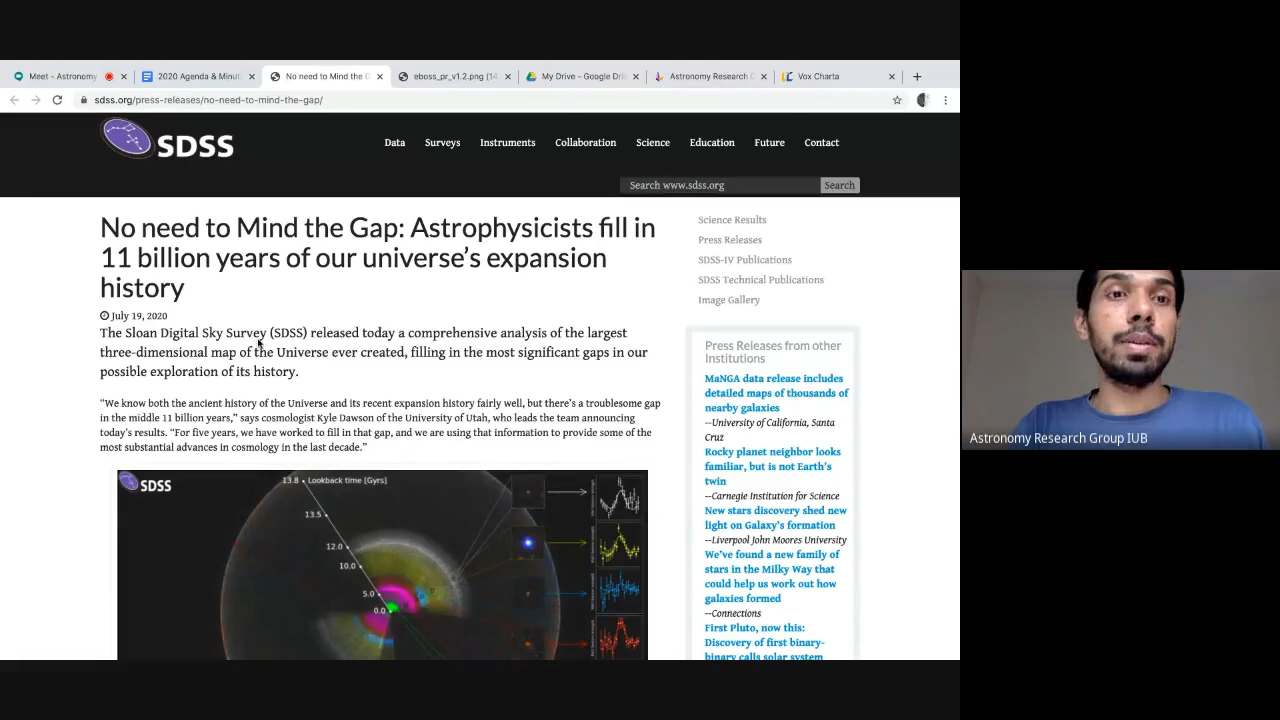 Meet - Astronomy
2020 Agenda & Minut
No need to Mind the G
eboss_pr_v1.2.png (14
My Drive - Google Dri
Astronomy Research G
Vox Charta
sdss.org/press-releases/no-need-to-mind-the-gap/
SDSS
Data Surveys Instruments Collaboration Science Education Future Contact
Search www.sdss.org Search
No need to Mind the Gap: Astrophysicists fill in
11 billion years of our universe’s expansion
history
July 19, 2020
The Sloan Digital Sky Survey (SDSS) released today a comprehensive analysis of the largest
three-dimensional map of the Universe ever created, filling in the most significant gaps in our
possible exploration of its history.
“We know both the ancient history of the Universe and its recent expansion history fairly well, but there’s a troublesome gap
in the middle 11 billion years,” says cosmologist Kyle Dawson of the University of Utah, who leads the team announcing
today’s results. “For five years, we have worked to fill in that gap, and we are using that information to provide some of the
most substantial advances in cosmology in the last decade.”
SDSS
13.8 Lookback time [Gyrs]
13.5
12.0
10.0
5.0
0.0
Science Results
Press Releases
SDSS-IV Publications
SDSS Technical Publications
Image Gallery
Press Releases from other
Institutions
MaNGA data release includes
detailed maps of thousands of
nearby galaxies
--University of California, Santa
Cruz
Rocky planet neighbor looks
familiar, but is not Earth’s
twin
--Carnegie Institution for Science
New stars discovery shed new
light on Galaxy’s formation
--Liverpool John Moores University
We’ve found a new family of
stars in the Milky Way that
could help us work out how
galaxies formed
--Connections
First Pluto, now this:
Discovery of first binary-
binary calls solar system
Astronomy Research Group IUB